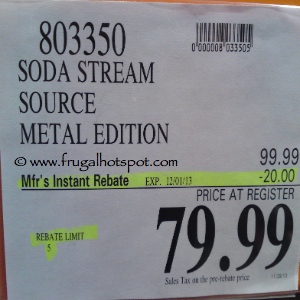 803350
0000008033505
SODA STREAM
SOURCE
METAL EDITION
© www.frugalhotspot.com
99.99
Mfr's Instant Rebate EXP. 12/01/13 -20.00
PRICE AT REGISTER
79.99
REBATE LIMIT
5
Sales Tax on the pre-rebate price